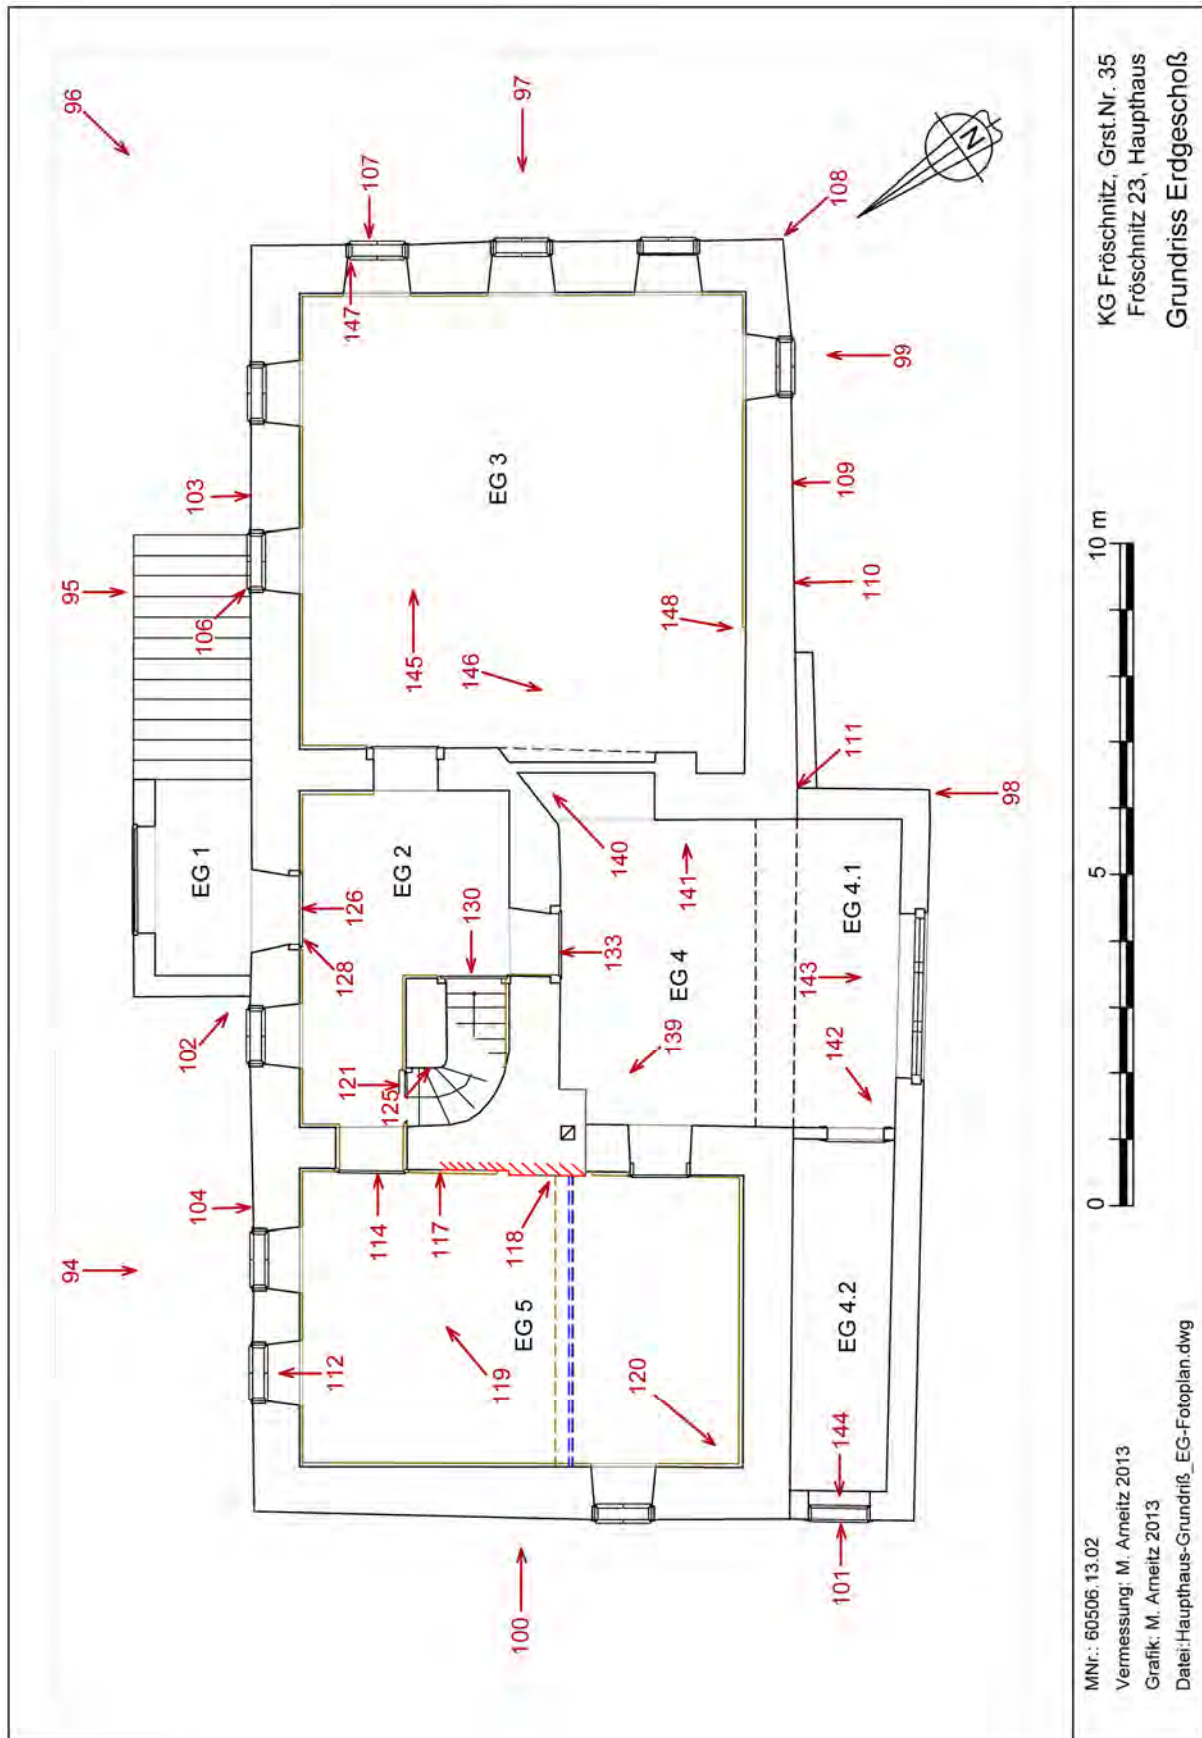 96
97
95
107
108
103
147
106
99
EG 3
109
110
145
146
148
EG 1
EG 2
126
128
130
140
141
111
98
EG 4.1
133
EG 4
143
139
142
102
121
125
104
94
114
117
118
112
119
EG 5
120
EG 4.2
144
100
101
N
0
5
10 m
KG Fröschnitz, Grst.Nr. 35
Fröschnitz 23, Haupthaus
Grundriss Erdgeschoß
MNr.: 60506.13.02
Vermessung: M. Arneitz 2013
Grafik: M. Arneitz 2013
Datei:Haupthaus-Grundriß_EG-Fotoplan.dwg